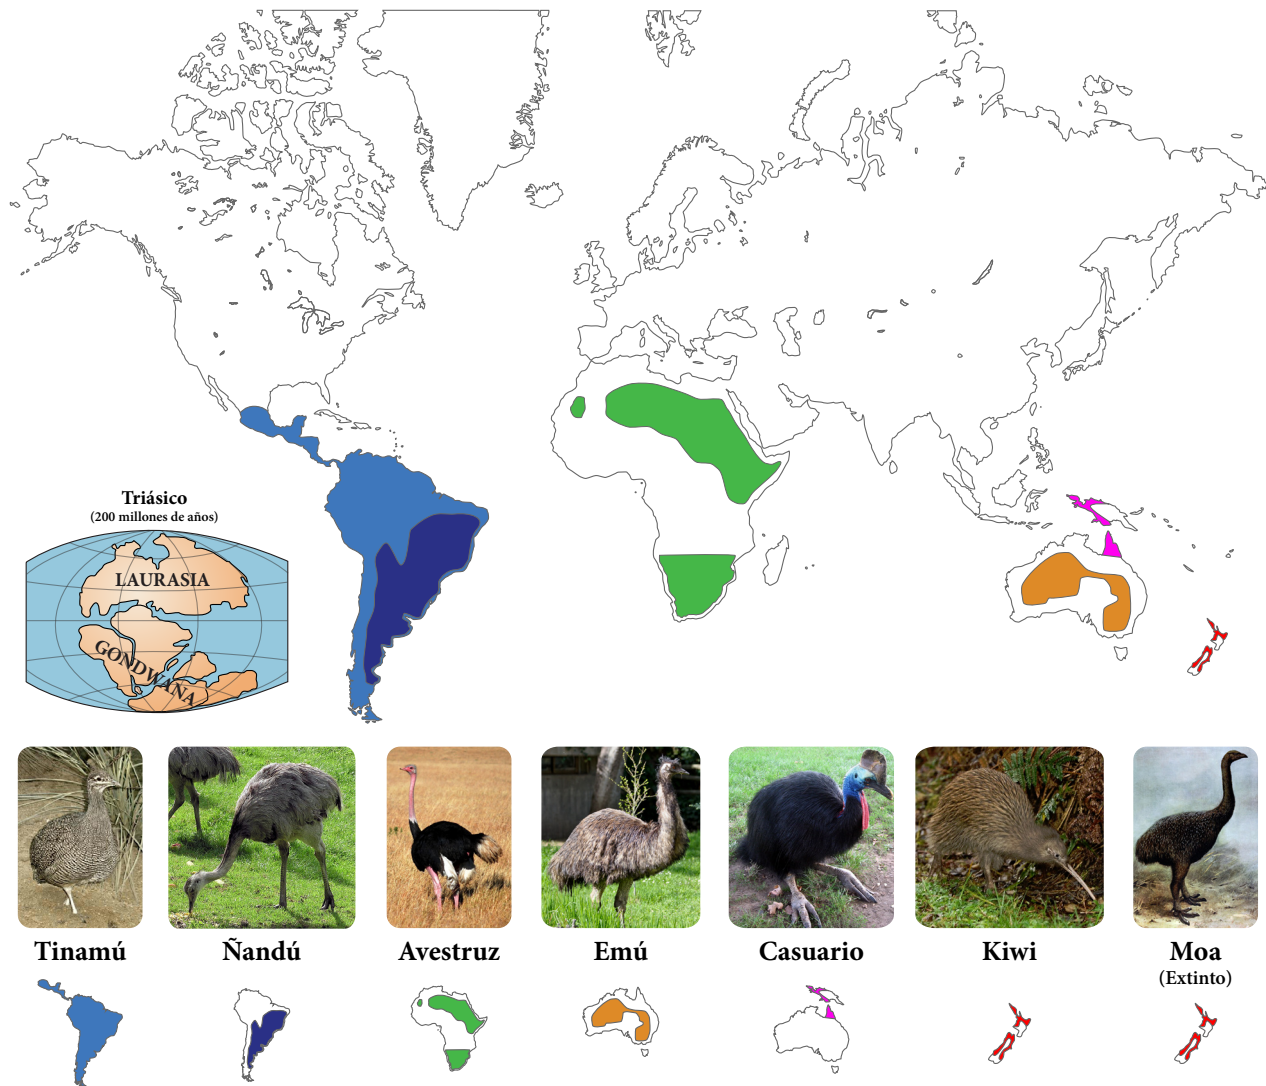 Triásico
(200 millones de años)
LAURASIA
GONDWANA
Tinamú
Ñandú
Avestruz
Emú
Casuario
Kiwi
Moa
(Extinto)